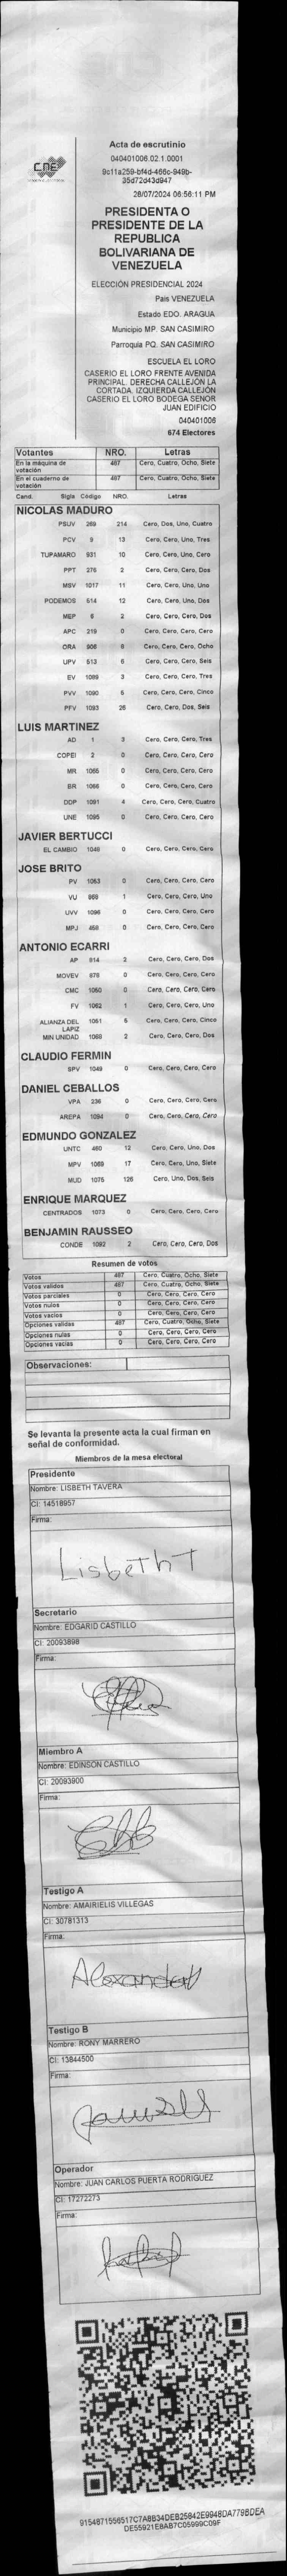 CNE
Acta de escrutinio
040401006.02.1.0001
9c11a259-bf4d-466c-949b-
35d72d43d947
28/07/2024 06:56:11 PM
PRESIDENTA O
PRESIDENTE DE LA
REPUBLICA
BOLIVARIANA DE
VENEZUELA
ELECCIÓN PRESIDENCIAL 2024
Pais VENEZUELA
Estado EDO. ARAGUA
Municipio MP. SAN CASIMIRO
Parroquia PQ. SAN CASIMIRO
ESCUELA EL LORO
CASERIO EL LORO FRENTE AVENIDA
PRINCIPAL. DERECHA CALLEJÓN LA
CORTADA. IZQUIERDA CALLEJÓN
CASERIO EL LORO BODEGA SENOR
JUAN EDIFICIO
040401006
674 Electores
Votantes NRO. Letras
En la máquina de votación 487 Cero, Cuatro, Ocho, Siete
En el cuaderno de votación 487 Cero, Cuatro, Ocho, Siete
Cand. Sigla Código NRO. Letras
NICOLAS MADURO
PSUV 269 214 Cero, Dos, Uno, Cuatro
PCV 8 13 Cero, Cero, Uno, Tres
TUPAMARO 931 10 Cero, Cero, Uno, Cero
PPT 276 2 Cero, Cero, Cero, Dos
MSV 1017 11 Cero, Cero, Uno, Uno
PODEMOS 514 12 Cero, Cero, Uno, Dos
MEP 6 2 Cero, Cero, Cero, Dos
APC 219 0 Cero, Cero, Cero, Cero
ORA 906 8 Cero, Cero, Cero, Ocho
UPV 513 6 Cero, Cero, Cero, Seis
EV 1089 3 Cero, Cero, Cero, Tres
PVV 1090 5 Cero, Cero, Cero, Cinco
PFV 1093 26 Cero, Cero, Dos, Seis
LUIS MARTINEZ
AD 1 3 Cero, Cero, Cero, Tres
COPEI 2 0 Cero, Cero, Cero, Cero
MR 1065 0 Cero, Cero, Cero, Cero
BR 1066 0 Cero, Cero, Cero, Cero
DDP 1091 4 Cero, Cero, Cero, Cuatro
UNE 1095 0 Cero, Cero, Cero, Cero
JAVIER BERTUCCI
EL CAMBIO 1048 0 Cero, Cero, Cero, Cero
JOSE BRITO
PV 1063 0 Cero, Cero, Cero, Cero
VU 968 1 Cero, Cero, Cero, Uno
UVV 1096 0 Cero, Cero, Cero, Cero
MPJ 458 0 Cero, Cero, Cero, Cero
ANTONIO ECARRI
AP 814 2 Cero, Cero, Cero, Dos
MOVEV 878 0 Cero, Cero, Cero, Cero
CMC 1050 0 Cero, Cero, Cero, Cero
FV 1062 1 Cero, Cero, Cero, Uno
ALIANZA DEL LAPIZ 1061 5 Cero, Cero, Cero, Cinco
MIN UNIDAD 1068 2 Cero, Cero, Cero, Dos
CLAUDIO FERMIN
SPV 1049 0 Cero, Cero, Cero, Cero
DANIEL CEBALLOS
VPA 236 0 Cero, Cero, Cero, Cero
AREPA 1094 0 Cero, Cero, Cero, Cero
EDMUNDO GONZALEZ
UNTC 460 12 Cero, Cero, Uno, Dos
MPV 1069 17 Cero, Cero, Uno, Siete
MUD 1075 126 Cero, Uno, Dos, Seis
ENRIQUE MARQUEZ
CENTRADOS 1073 0 Cero, Cero, Cero, Cero
BENJAMIN RAUSSEO
CONDE 1092 2 Cero, Cero, Cero, Dos
Resumen de votos
Votos 487 Cero, Cuatro, Ocho, Siete
Votos validos 487 Cero, Cuatro, Ocho, Siete
Votos parciales 0 Cero, Cero, Cero, Cero
Votos nulos 0 Cero, Cero, Cero, Cero
Votos vacios 0 Cero, Cero, Cero, Cero
Opciones validas 487 Cero, Cuatro, Ocho, Siete
Opciones nulas 0 Cero, Cero, Cero, Cero
Opciones vacias 0 Cero, Cero, Cero, Cero
Observaciones:
Se levanta la presente acta la cual firman en
señal de conformidad.
Miembros de la mesa electoral
Presidente
Nombre: LISBETH TAVERA
CI: 14518957
Firma:
Lisbeth T
Secretario
Nombre: EDGARID CASTILLO
CI: 20093898
Firma:
Miembro A
Nombre: EDINSON CASTILLO
CI: 20093900
Firma:
Testigo A
Nombre: AMAIRIELIS VILLEGAS
CI: 30781313
Firma:
Testigo B
Nombre: RONY MARRERO
CI: 13844500
Firma:
Operador
Nombre: JUAN CARLOS PUERTA RODRIGUEZ
CI: 17272273
Firma:
9154871556517C7A8B34DEB25842E9948DA779BDEA
DE55921E8AB7C05999C09F